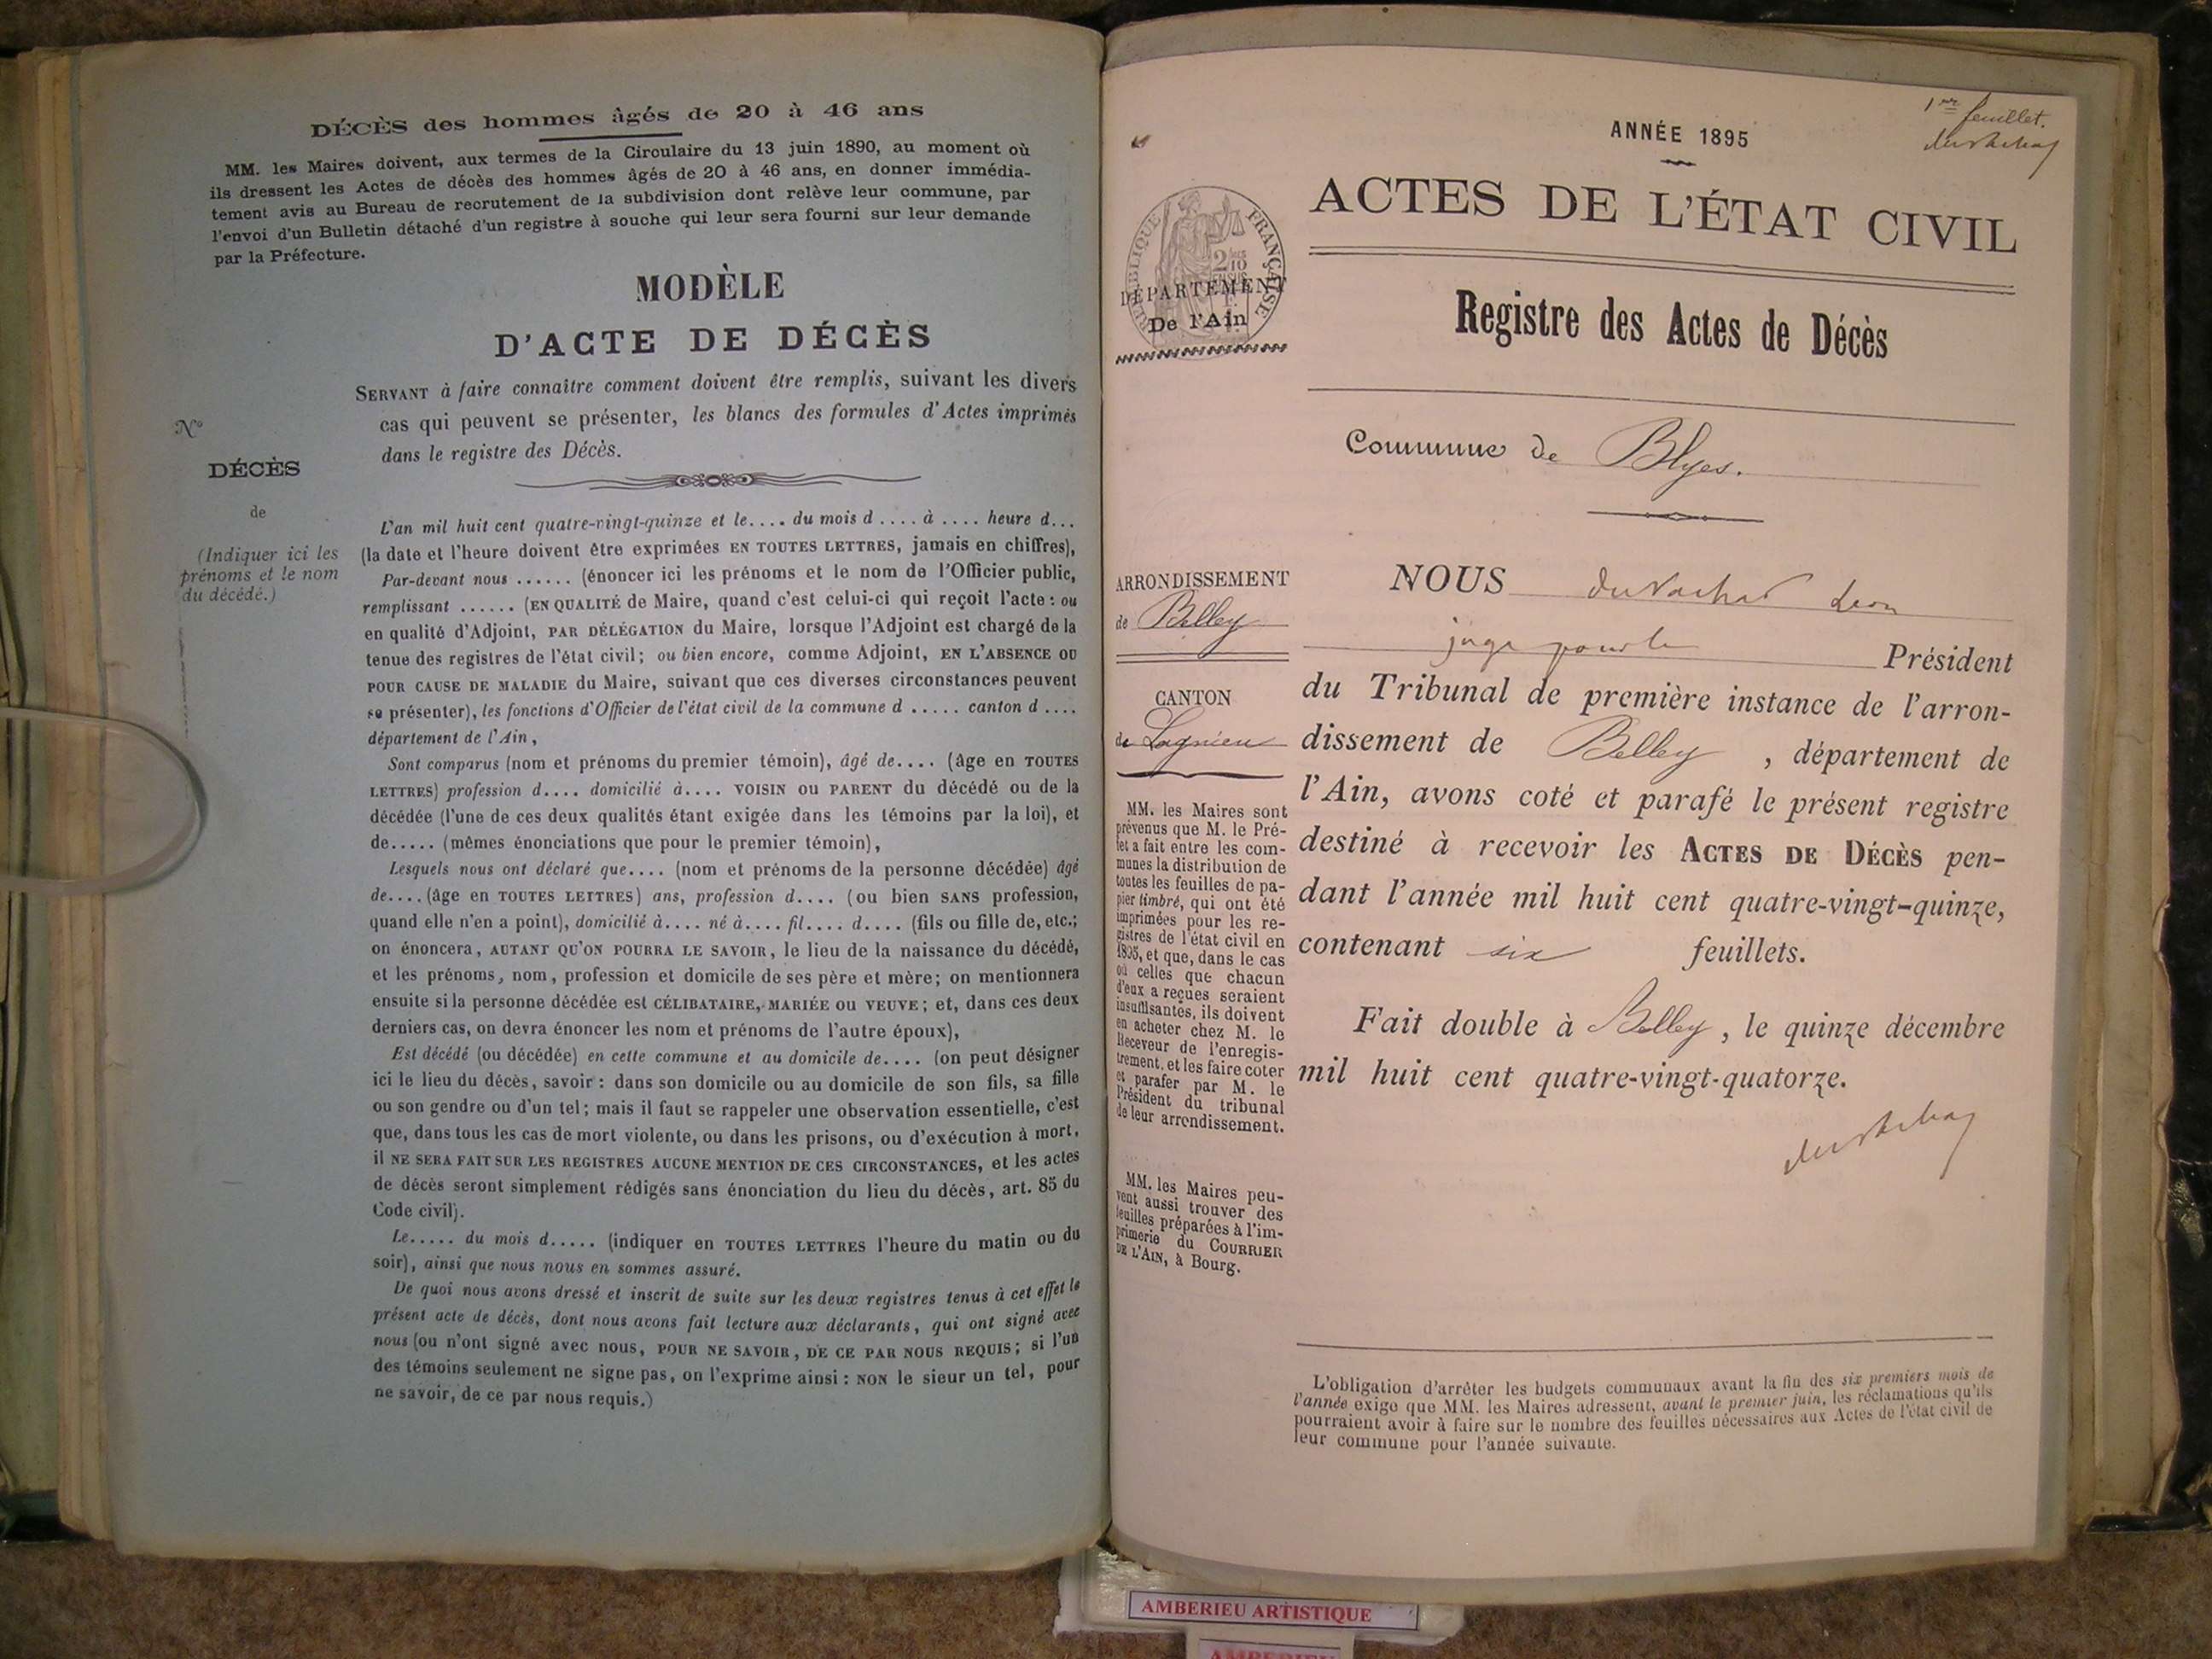 DÉCÈS des hommes âgés de 20 à 46 ans
MM. les Maires doivent, aux termes de la Circulaire du 13 juin 1890, au moment où
ils dressent les Actes de décès des hommes âgés de 20 à 46 ans, en donner immédia-
tement avis au Bureau de recrutement de la subdivision dont relève leur commune, par
l'envoi d'un Bulletin détaché d'un registre à souche qui leur sera fourni sur leur demande
par la Préfecture.
MODÈLE
D'ACTE DE DÉCÈS
SERVANT à faire connaître comment doivent être remplis, suivant les divers
cas qui peuvent se présenter, les blancs des formules d'Actes imprimés
dans le registre des Décès.
N°
DÉCÈS
de
(Indiquer ici les
prénoms et le nom
du décédé.)
L'an mil huit cent quatre-vingt-quinze et le.... du mois d .... à .... heure d...
(la date et l'heure doivent être exprimées EN TOUTES LETTRES, jamais en chiffres),
Par-devant nous ...... (énoncer ici les prénoms et le nom de l'Officier public,
remplissant ...... (EN QUALITÉ de Maire, quand c'est celui-ci qui reçoit l'acte : ou
en qualité d'Adjoint, PAR DÉLÉGATION du Maire, lorsque l'Adjoint est chargé de la
tenue des registres de l'état civil; ou bien encore, comme Adjoint, EN L'ABSENCE OU
POUR CAUSE DE MALADIE du Maire, suivant que ces diverses circonstances peuvent
se présenter), les fonctions d'Officier de l'état civil de la commune d ..... canton d ....
département de l'Ain,
Sont comparus (nom et prénoms du premier témoin), âgé de.... (âge en TOUTES
LETTRES) profession d.... domicilié à.... VOISIN OU PARENT du décédé ou de la
décédée (l'une de ces deux qualités étant exigée dans les témoins par la loi), et
de..... (mêmes énonciations que pour le premier témoin),
Lesquels nous ont déclaré que.... (nom et prénoms de la personne décédée) âgé
de....(âge en TOUTES LETTRES) ans, profession d.... (ou bien SANS profession,
quand elle n'en a point), domicilié à.... né à.... fil.... d.... (fils ou fille de, etc.;
on énoncera, AUTANT QU'ON POURRA LE SAVOIR, le lieu de la naissance du décédé,
et les prénoms, nom, profession et domicile de ses père et mère; on mentionnera
ensuite si la personne décédée est CÉLIBATAIRE, MARIÉE OU VEUVE; et, dans ces deux
derniers cas, on devra énoncer les nom et prénoms de l'autre époux),
Est décédé (ou décédée) en cette commune et au domicile de.... (on peut désigner
ici le lieu du décès, savoir : dans son domicile ou au domicile de son fils, sa fille
ou son gendre ou d'un tel; mais il faut se rappeler une observation essentielle, c'est
que, dans tous les cas de mort violente, ou dans les prisons, ou d'exécution à mort,
il NE SERA FAIT SUR LES REGISTRES AUCUNE MENTION DE CES CIRCONSTANCES, et les actes
de décès seront simplement rédigés sans énonciation du lieu du décès, art. 85 du
Code civil).
Le..... du mois d..... (indiquer en TOUTES LETTRES l'heure du matin ou du
soir), ainsi que nous nous en sommes assuré.
De quoi nous avons dressé et inscrit de suite sur les deux registres tenus à cet effet le
présent acte de décès, dont nous avons fait lecture aux déclarants, qui ont signé avec
nous (ou n'ont signé avec nous, POUR NE SAVOIR, DE CE PAR NOUS REQUIS; si l'un
des témoins seulement ne signe pas, on l'exprime ainsi : NON le sieur un tel, pour
ne savoir, de ce par nous requis.)
1er feuillet.
ANNÉE 1895
ACTES DE L'ÉTAT CIVIL
RÉPUBLIQUE FRANÇAISE
DÉPARTEMENT
De l'Ain
Registre des Actes de Décès
Commune de Blyes.
ARRONDISSEMENT
de Belley
CANTON
de Lagnieu
MM. les Maires sont
prévenus que M. le Pré-
fet a fait entre les com-
munes la distribution de
toutes les feuilles de pa-
pier timbré, qui ont été
imprimées pour les re-
gistres de l'état civil en
1895, et que, dans le cas
où celles que chacun
d'eux a reçues seraient
insuffisantes, ils doivent
en acheter chez M. le
Receveur de l'enregis-
trement, et les faire coter
et parafer par M. le
Président du tribunal
de leur arrondissement.
MM. les Maires peu-
vent aussi trouver des
feuilles préparées à l'im-
primerie du COURRIER
DE L'AIN, à Bourg.
NOUS Léon
juge pour le Président
du Tribunal de première instance de l'arron-
dissement de Belley, département de
l'Ain, avons coté et parafé le présent registre
destiné à recevoir les ACTES DE DÉCÈS pen-
dant l'année mil huit cent quatre-vingt-quinze,
contenant six feuillets.
Fait double à Belley, le quinze décembre
mil huit cent quatre-vingt-quatorze.
L'obligation d'arrêter les budgets communaux avant la fin des six premiers mois de
l'année exige que MM. les Maires adressent, avant le premier juin, les réclamations qu'ils
pourraient avoir à faire sur le nombre des feuilles nécessaires aux Actes de l'état civil de
leur commune pour l'année suivante.
AMBERIEU ARTISTIQUE
AMBERIEU